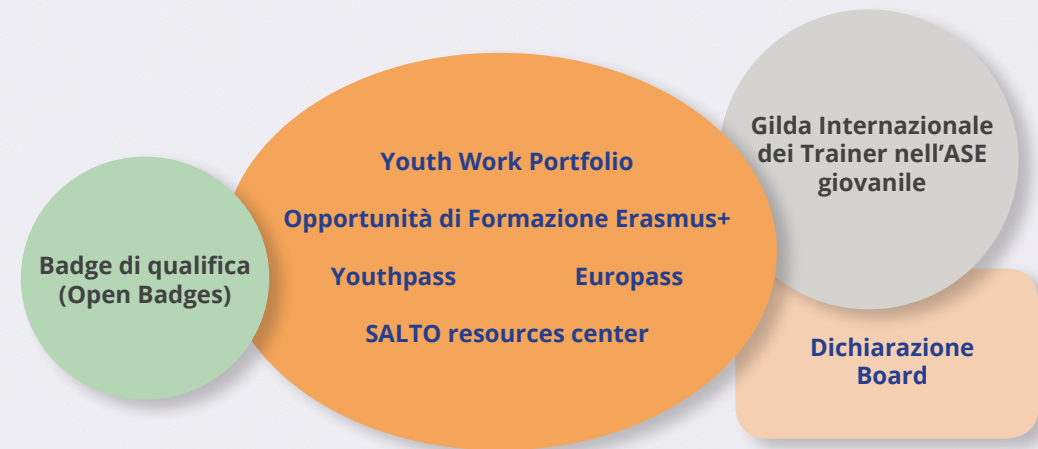 Badge di qualifica
(Open Badges)
Youth Work Portfolio
Opportunità di Formazione Erasmus+
Youthpass
Europass
SALTO resources center
Gilda Internazionale
dei Trainer nell’ASE
giovanile
Dichiarazione
Board